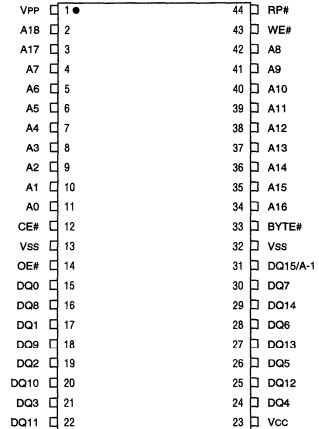 VPP 1 44 RP#
A18 2 43 WE#
A17 3 42 A8
A7 4 41 A9
A6 5 40 A10
A5 6 39 A11
A4 7 38 A12
A3 8 37 A13
A2 9 36 A14
A1 10 35 A15
A0 11 34 A16
CE# 12 33 BYTE#
Vss 13 32 Vss
OE# 14 31 DQ15/A-1
DQ0 15 30 DQ7
DQ8 16 29 DQ14
DQ1 17 28 DQ6
DQ9 18 27 DQ13
DQ2 19 26 DQ5
DQ10 20 25 DQ12
DQ3 21 24 DQ4
DQ11 22 23 Vcc